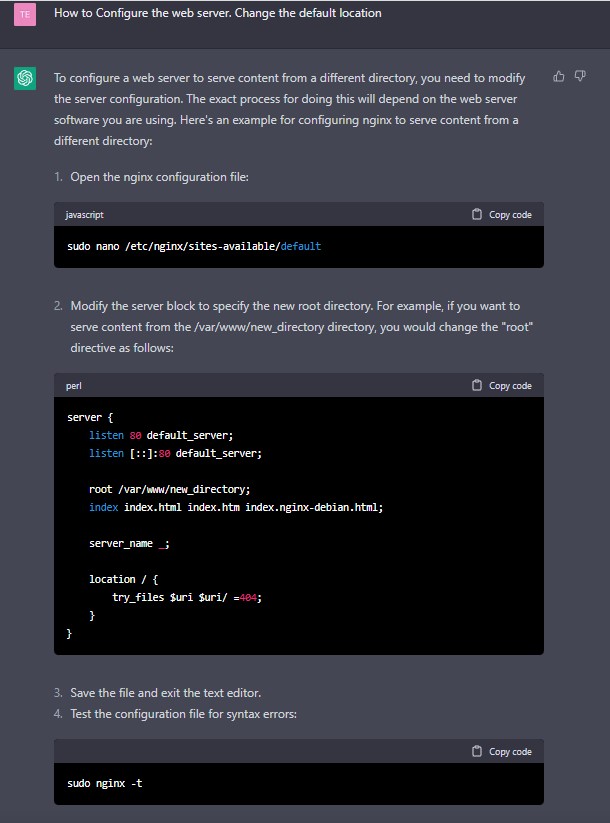 TE
How to Configure the web server. Change the default location
To configure a web server to serve content from a different directory, you need to modify
the server configuration. The exact process for doing this will depend on the web server
software you are using. Here's an example for configuring nginx to serve content from a
different directory:
1. Open the nginx configuration file:
javascript Copy code
sudo nano /etc/nginx/sites-available/default
2. Modify the server block to specify the new root directory. For example, if you want to
serve content from the /var/www/new_directory directory, you would change the "root"
directive as follows:
perl Copy code
server {
    listen 80 default_server;
    listen [::]:80 default_server;
    root /var/www/new_directory;
    index index.html index.htm index.nginx-debian.html;
    server_name _;
    location / {
        try_files $uri $uri/ =404;
    }
}
3. Save the file and exit the text editor.
4. Test the configuration file for syntax errors:
Copy code
sudo nginx -t